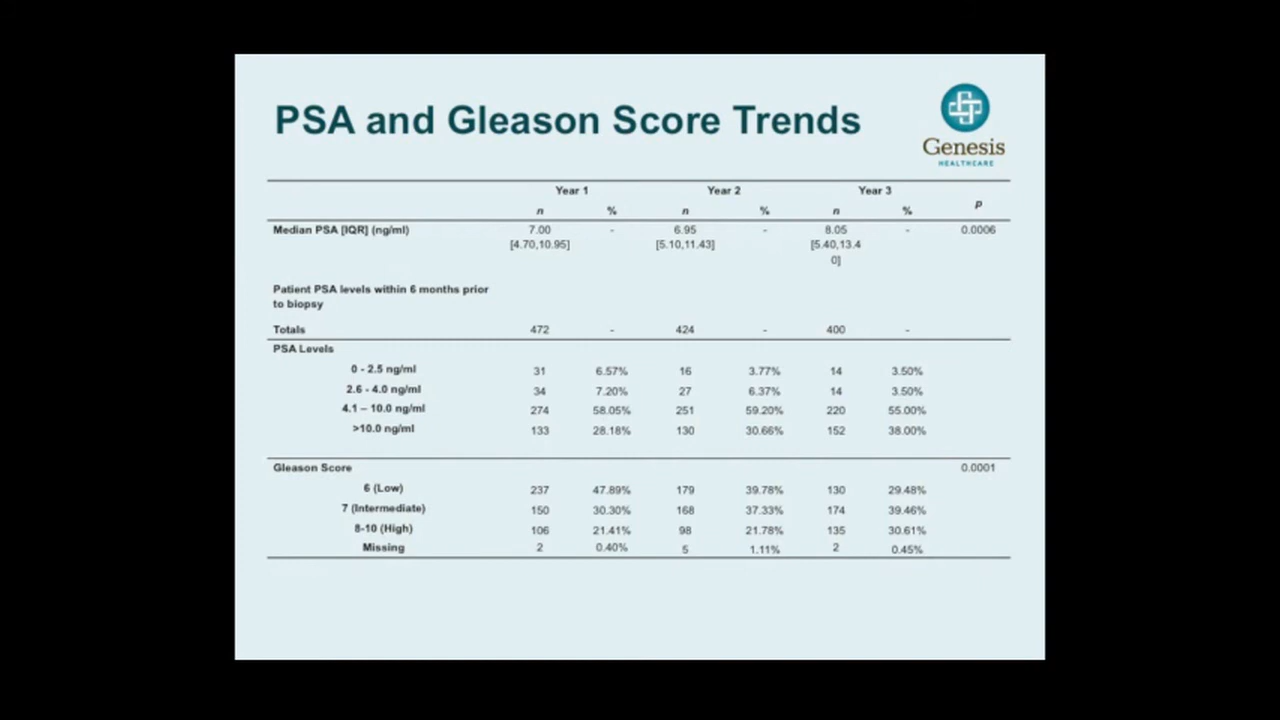 PSA and Gleason Score Trends
Genesis
HEALTHCARE
Year 1 Year 2 Year 3
n % n % n % P
Median PSA [IQR] (ng/ml) 7.00 - 6.95 - 8.05 - 0.0006
[4.70,10.95] [5.10,11.43] [5.40,13.4
0]
Patient PSA levels within 6 months prior
to biopsy
Totals 472 - 424 - 400 -
PSA Levels
0 - 2.5 ng/ml 31 6.57% 16 3.77% 14 3.50%
2.6 - 4.0 ng/ml 34 7.20% 27 6.37% 14 3.50%
4.1 – 10.0 ng/ml 274 58.05% 251 59.20% 220 55.00%
>10.0 ng/ml 133 28.18% 130 30.66% 152 38.00%
Gleason Score 0.0001
6 (Low) 237 47.89% 179 39.78% 130 29.48%
7 (Intermediate) 150 30.30% 168 37.33% 174 39.46%
8-10 (High) 106 21.41% 98 21.78% 135 30.61%
Missing 2 0.40% 5 1.11% 2 0.45%